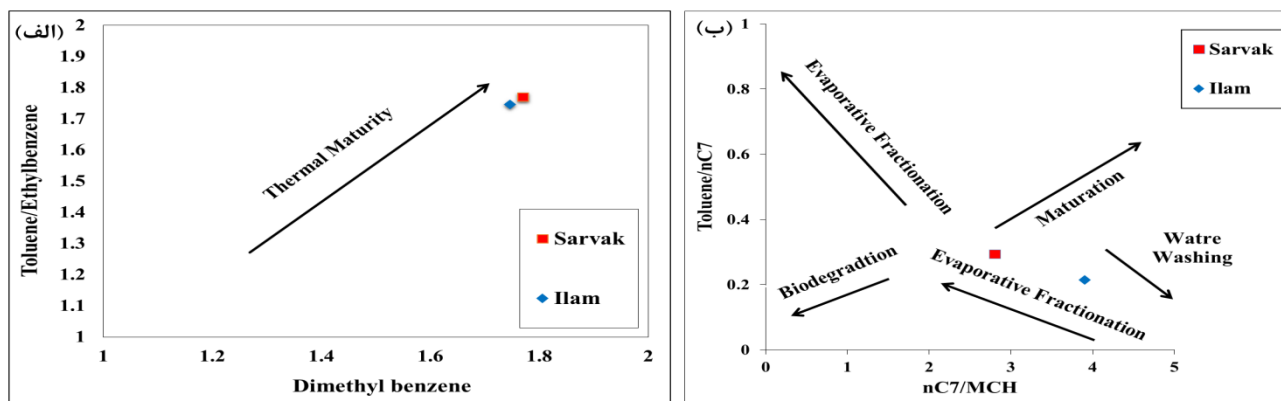 (الف)
2
1.9
1.8
1.7
1.6
1.5
1.4
1.3
1.2
1.1
1
Toluene/Ethylbenzene
Thermal Maturity
Sarvak
Ilam
1
1.2
1.4
1.6
1.8
2
Dimethyl benzene
(ب)
1
0.8
0.6
0.4
0.2
0
Toluene/nC7
Evaporative Fractionation
Sarvak
Ilam
Maturation
Watre
Washing
Biodegradtion
Evaporative Fractionation
0
1
2
3
4
5
nC7/MCH